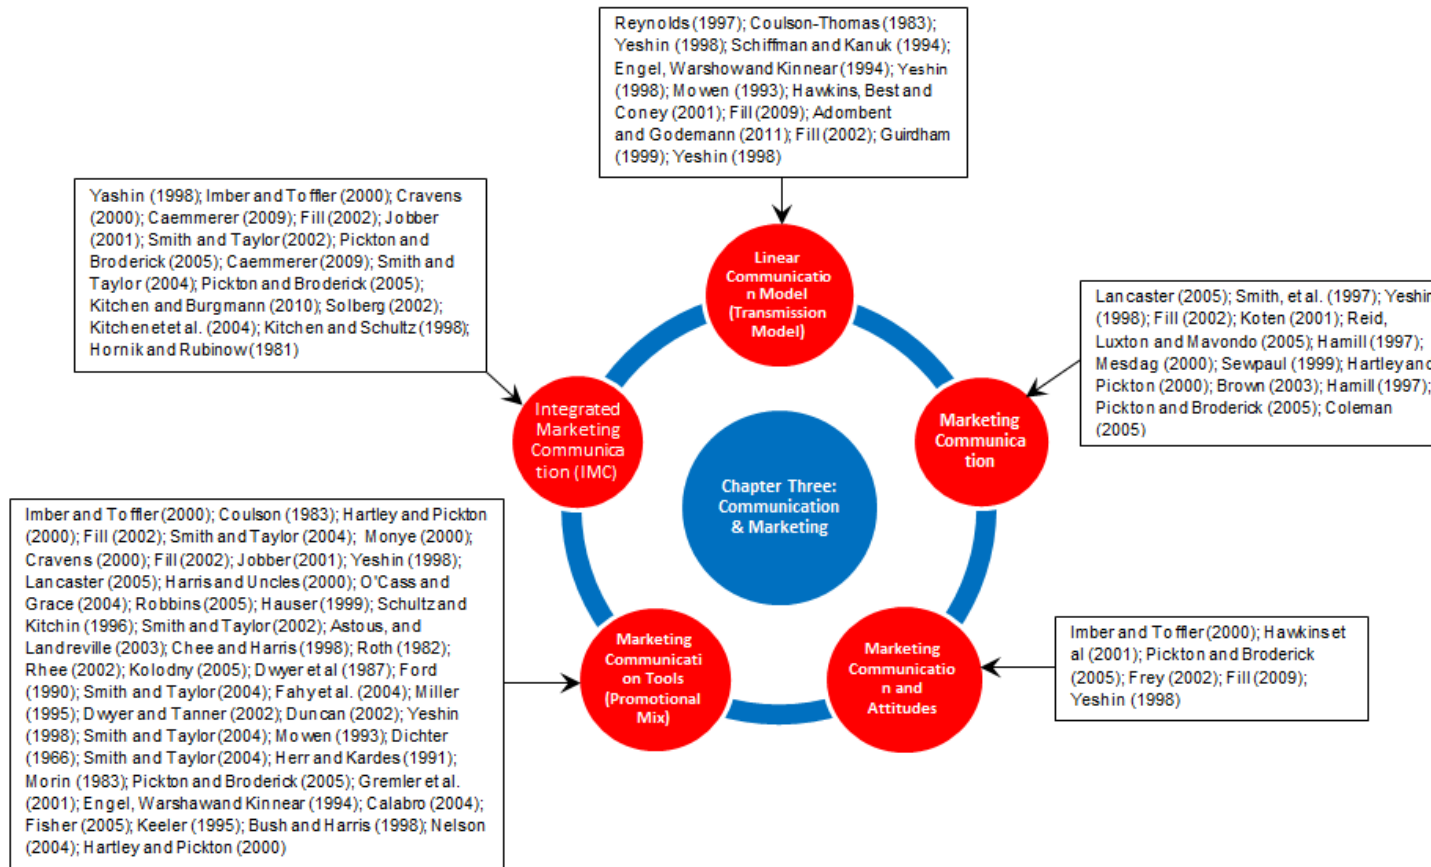 Reynolds (1997); Coulson-Thomas (1983);
Yeshin (1998); Schiffman and Kanuk (1994);
Engel, Warshowand Kinnear (1994); Yeshin
(1998); Mowen (1993); Hawkins, Best and
Coney (2001); Fill (2009); Adombent
and Godemann (2011); Fill (2002); Guirdham
(1999); Yeshin (1998)
Yashin (1998); Imber and Toffler (2000); Cravens
(2000); Caemmerer (2009); Fill (2002); Jobber
(2001); Smith and Taylor (2002); Pickton and
Broderick (2005); Caemmerer (2009); Smith and
Taylor (2004); Pickton and Broderick (2005);
Kitchen and Burgmann (2010); Solberg (2002);
Kitchen et et al. (2004); Kitchen and Schultz (1998);
Hornik and Rubinow (1981)
Linear
Communicatio
n Model
(Transmission
Model)
Lancaster (2005); Smith, et al. (1997); Yeshin
(1998); Fill (2002); Koten (2001); Reid,
Luxton and Mavondo (2005); Hamill (1997);
Mesdag (2000); Sewpaul (1999); Hartley and
Pickton (2000); Brown (2003); Hamill (1997);
Pickton and Broderick (2005); Coleman
(2005)
Integrated
Marketing
Communica
tion (IMC)
Marketing
Communica
tion
Chapter Three:
Communication
& Marketing
Imber and Toffler (2000); Coulson (1983); Hartley and Pickton
(2000); Fill (2002); Smith and Taylor (2004); Monye (2000);
Cravens (2000); Fill (2002); Jobber (2001); Yeshin (1998);
Lancaster (2005); Harris and Uncles (2000); O'Cass and
Grace (2004); Robbins (2005); Hauser (1999); Schultz and
Kitchin (1996); Smith and Taylor (2002); Astous, and
Landreville (2003); Chee and Harris (1998); Roth (1982);
Rhee (2002); Kolodny (2005); Dwyer et al (1987); Ford
(1990); Smith and Taylor (2004); Fahy et al. (2004); Miller
(1995); Dwyer and Tanner (2002); Duncan (2002); Yeshin
(1998); Smith and Taylor (2004); Mowen (1993); Dichter
(1966); Smith and Taylor (2004); Herr and Kardes (1991);
Morin (1983); Pickton and Broderick (2005); Gremler et al.
(2001); Engel, Warshaw and Kinnear (1994); Calabro (2004);
Fisher (2005); Keeler (1995); Bush and Harris (1998); Nelson
(2004); Hartley and Pickton (2000)
Marketing
Communicati
on Tools
(Promotional
Mix)
Marketing
Communicatio
n and
Attitudes
Imber and Toffler (2000); Hawkins et
al (2001); Pickton and Broderick
(2005); Frey (2002); Fill (2009);
Yeshin (1998)